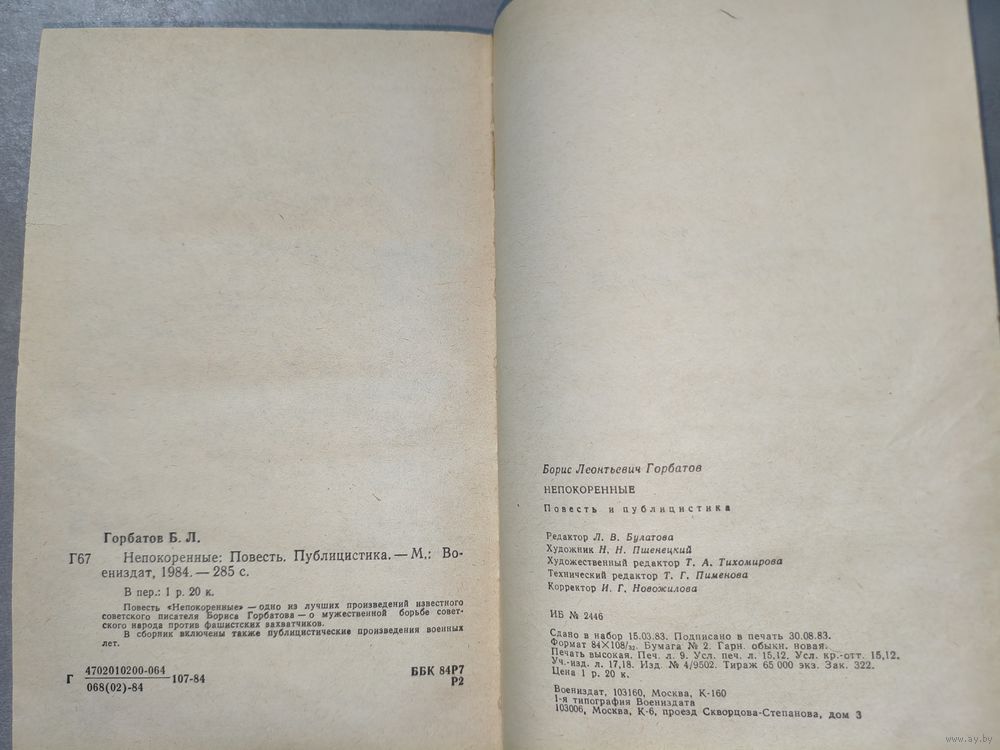 Горбатов Б. Л.
Г67 Непокоренные: Повесть. Публицистика. — М.: Во-
ениздат, 1984. — 285 с.
В пер.: 1 р. 20 к.
Повесть «Непокоренные» — одно из лучших произведений известного
советского писателя Бориса Горбатова — о мужественной борьбе совет-
ского народа против фашистских захватчиков.
В сборник включены также публицистические произведения военных
лет.
Г 4702010200-064
068(02)-84 107-84
ББК 84Р7
Р2
Борис Леонтьевич Горбатов
НЕПОКОРЕННЫЕ
Повесть и публицистика
Редактор Л. В. Булатова
Художник Н. Н. Пшенецкий
Художественный редактор Т. А. Тихомирова
Технический редактор Т. Г. Пименова
Корректор И. Г. Новожилова
ИБ № 2446
Сдано в набор 15.03.83. Подписано в печать 30.08.83.
Формат 84×108/32. Бумага № 2. Гарн. обыкн. новая.
Печать высокая. Печ. л. 9. Усл. печ. л. 15,12. Усл. кр.-отт. 15,12.
Уч.-изд. л. 17,18. Изд. № 4/9502. Тираж 65 000 экз. Зак. 322.
Цена 1 р. 20 к.
Воениздат, 103160, Москва, К-160
1-я типография Воениздата
103006, Москва, К-6, проезд Скворцова-Степанова, дом 3
www.ay.by